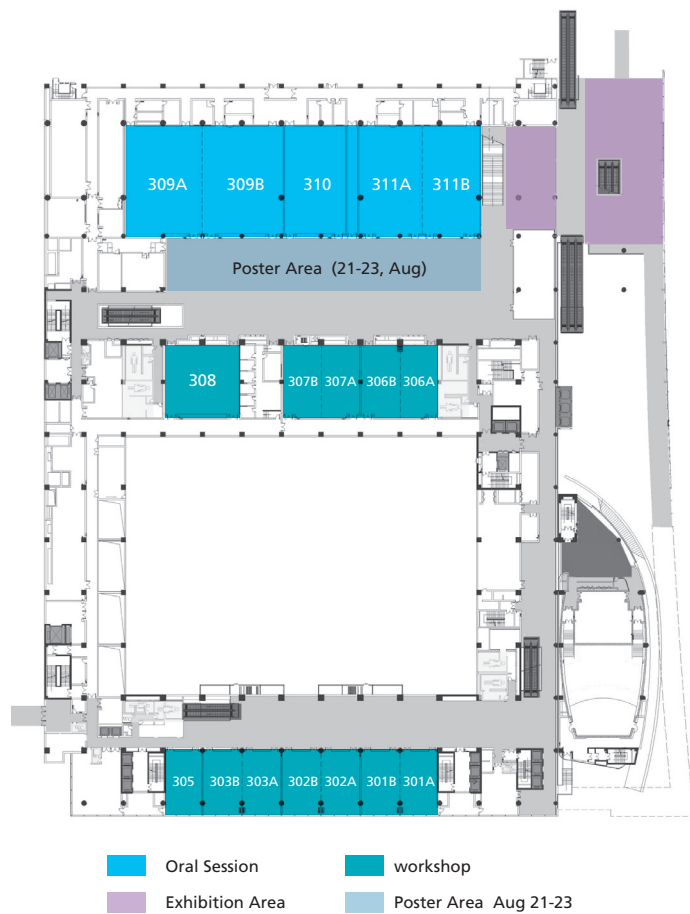 309A 309B 310 311A 311B
Poster Area (21-23, Aug)
308 307B 307A 306B 306A
305 303B 303A 302B 302A 301B 301A
Oral Session workshop
Exhibition Area Poster Area Aug 21-23